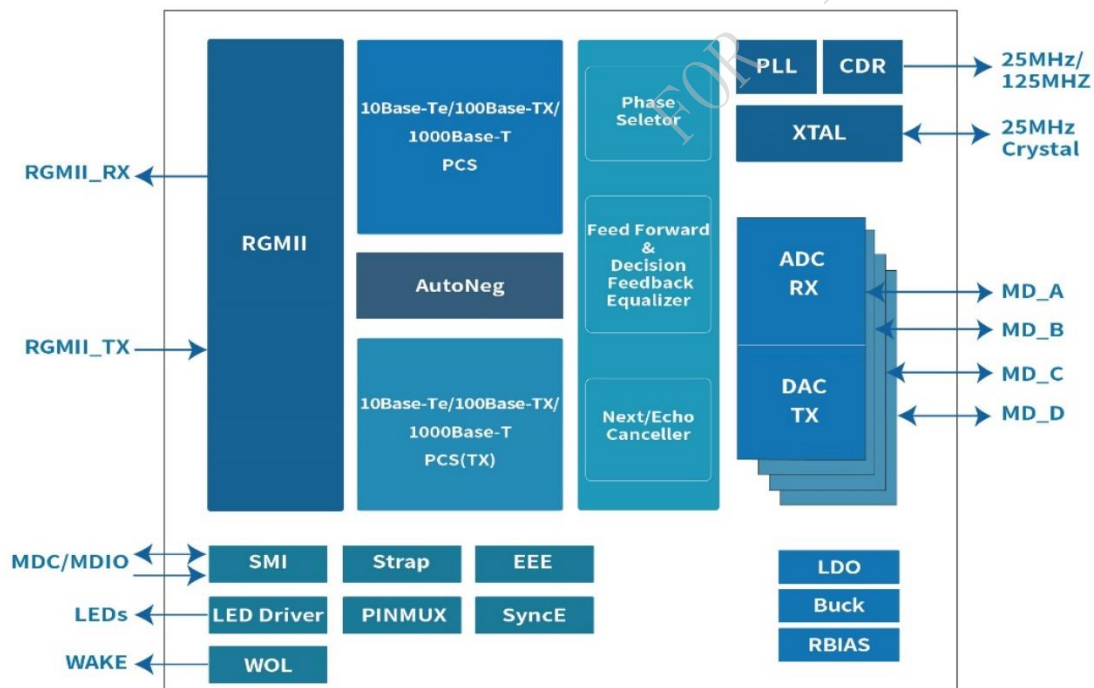 FOR
PLL
CDR
25MHz/
125MHZ
XTAL
25MHz
Crystal
RGMII_RX
RGMII_TX
RGMII
10Base-Te/100Base-TX/
1000Base-T
PCS
AutoNeg
10Base-Te/100Base-TX/
1000Base-T
PCS(TX)
Phase
Seletor
Feed Forward
&
Decision
Feedback
Equalizer
Next/Echo
Canceller
ADC
RX
DAC
TX
MD_A
MD_B
MD_C
MD_D
MDC/MDIO
SMI
Strap
EEE
LEDs
LED Driver
PINMUX
SyncE
WAKE
WOL
LDO
Buck
RBIAS